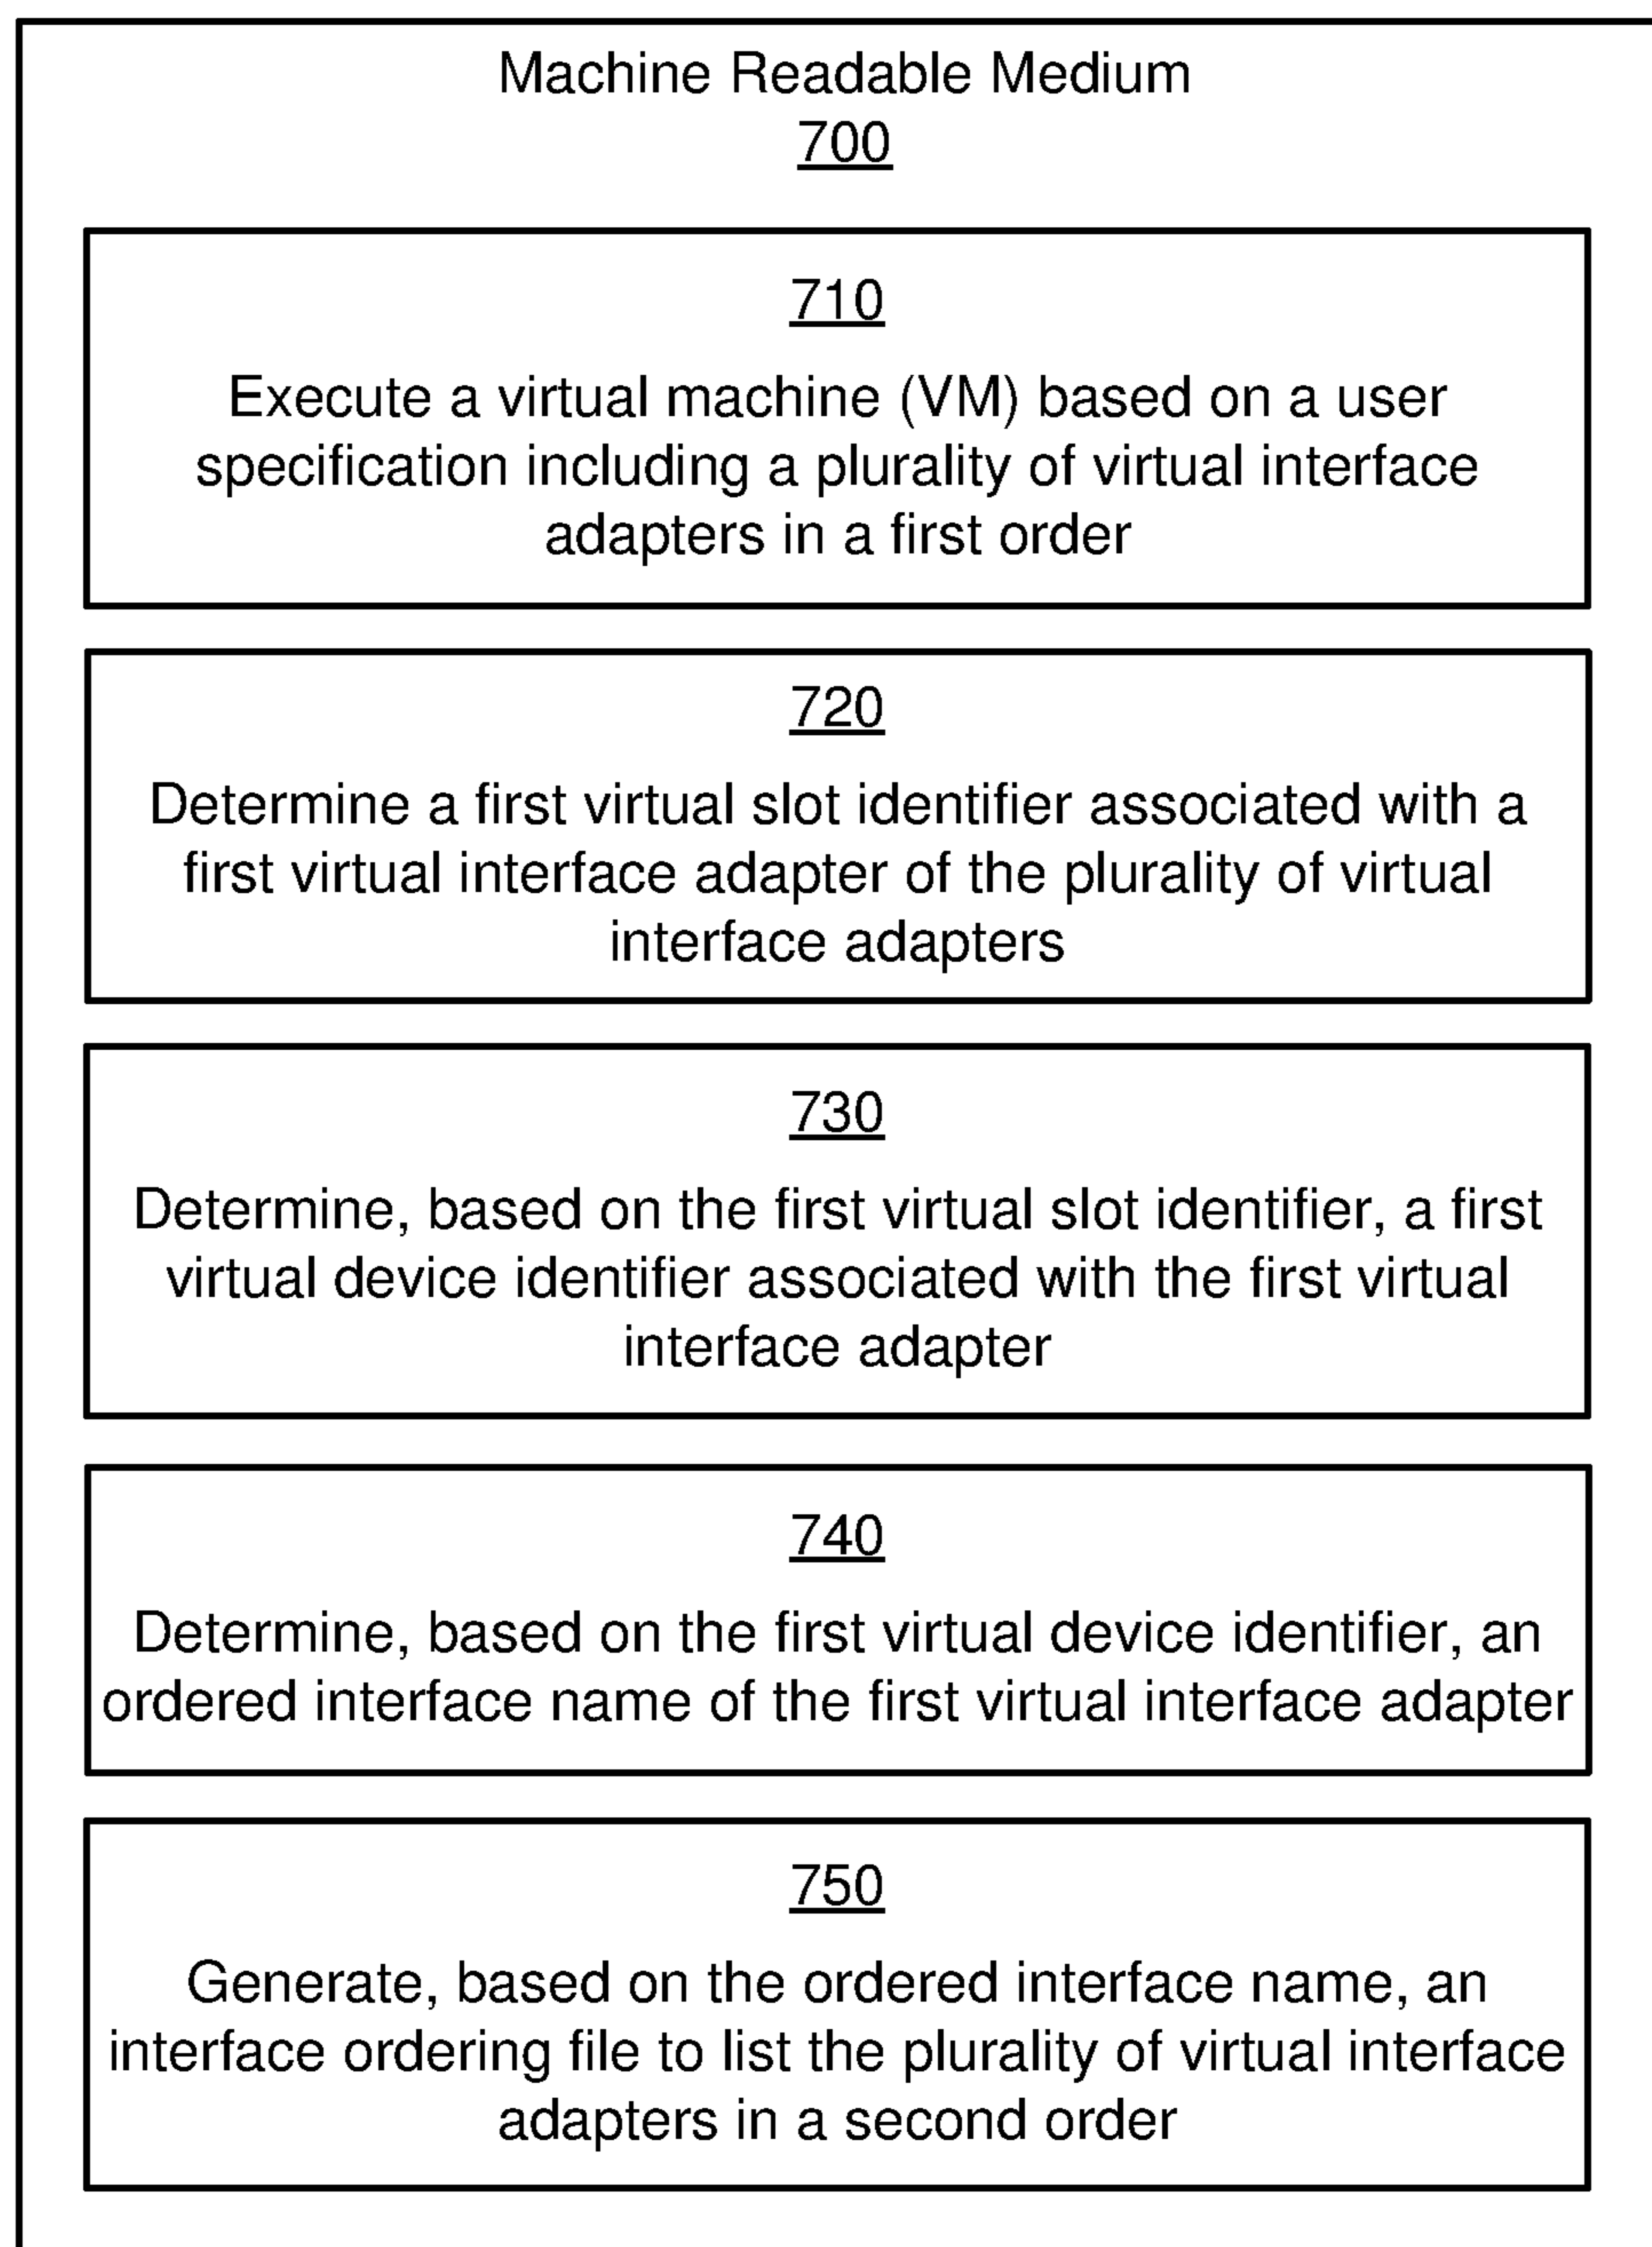 Machine Readable Medium
700
710
Execute a virtual machine (VM) based on a user
specification including a plurality of virtual interface
adapters in a first order
720
Determine a first virtual slot identifier associated with a
first virtual interface adapter of the plurality of virtual
interface adapters
730
Determine, based on the first virtual slot identifier, a first
virtual device identifier associated with the first virtual
interface adapter
740
Determine, based on the first virtual device identifier, an
ordered interface name of the first virtual interface adapter
750
Generate, based on the ordered interface name, an
interface ordering file to list the plurality of virtual interface
adapters in a second order